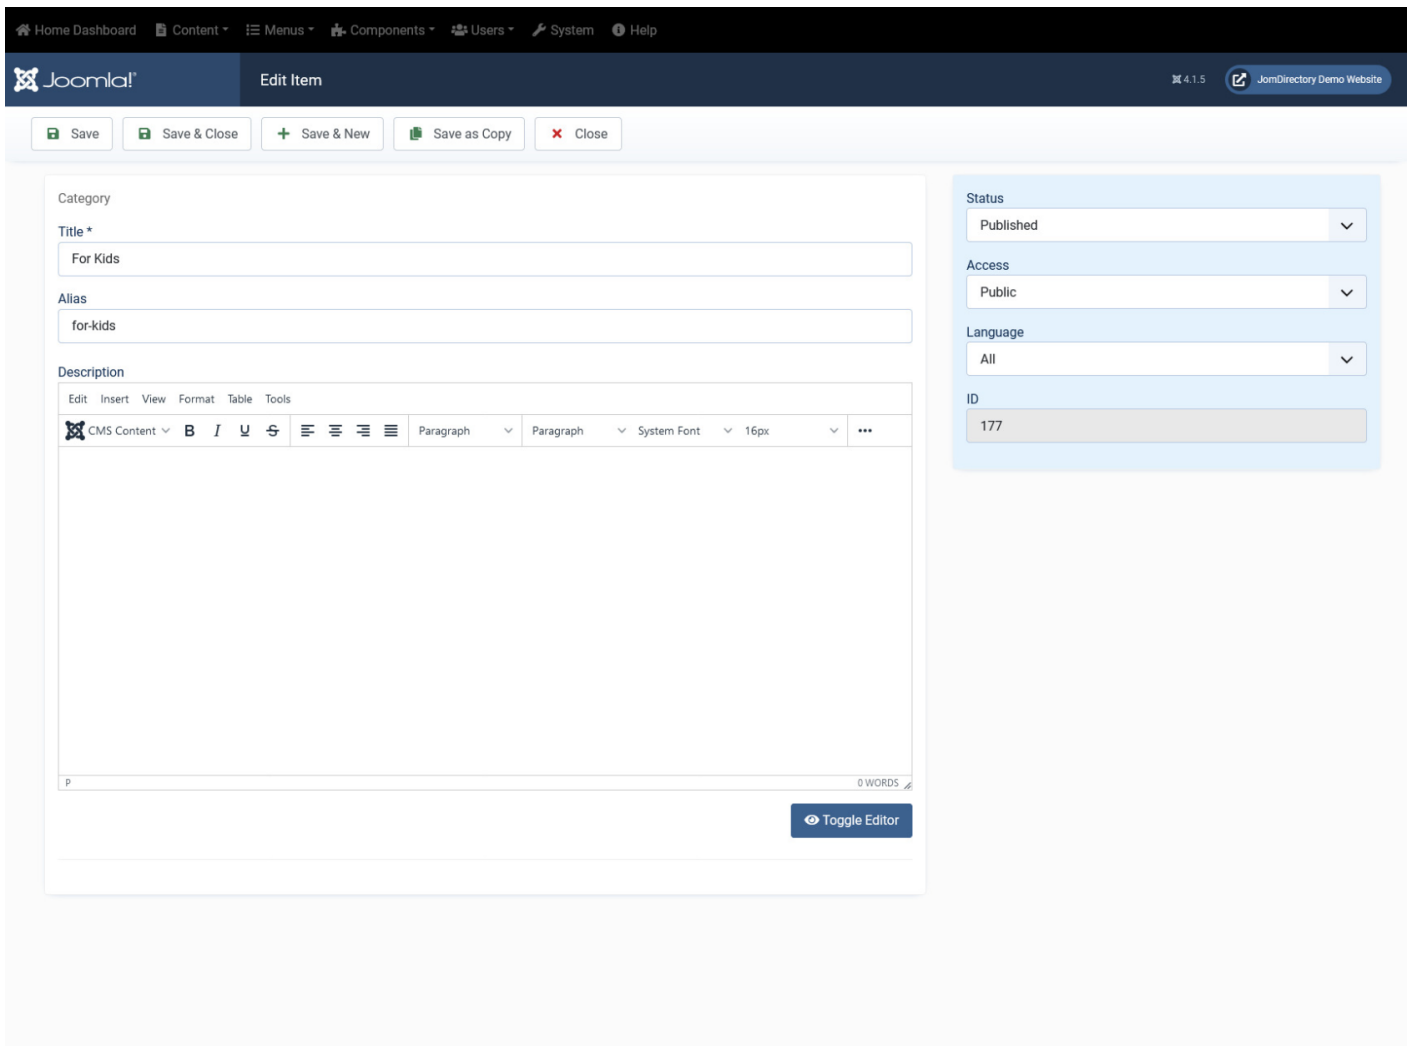 Home Dashboard Content Menus Components Users System Help
Joomla!® Edit Item 4.1.5 JomDirectory Demo Website
Save Save & Close Save & New Save as Copy Close
Category
Title *
For Kids
Alias
for-kids
Description
Edit Insert View Format Table Tools
CMS Content B I U S Paragraph Paragraph System Font 16px
P 0 WORDS
Toggle Editor
Status
Published
Access
Public
Language
All
ID
177